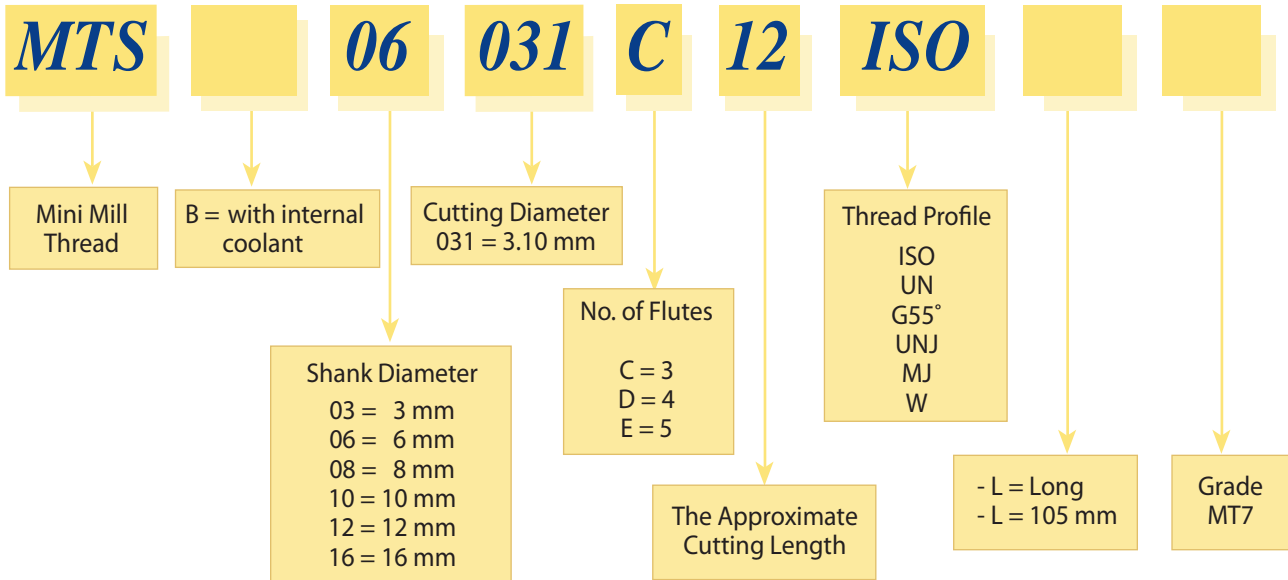 MTS 06 031 C 12 ISO
Mini Mill
Thread
B = with internal
coolant
Shank Diameter
03 = 3 mm
06 = 6 mm
08 = 8 mm
10 = 10 mm
12 = 12 mm
16 = 16 mm
Cutting Diameter
031 = 3.10 mm
No. of Flutes
C = 3
D = 4
E = 5
The Approximate
Cutting Length
Thread Profile
ISO
UN
G55°
UNJ
MJ
W
- L = Long
- L = 105 mm
Grade
MT7